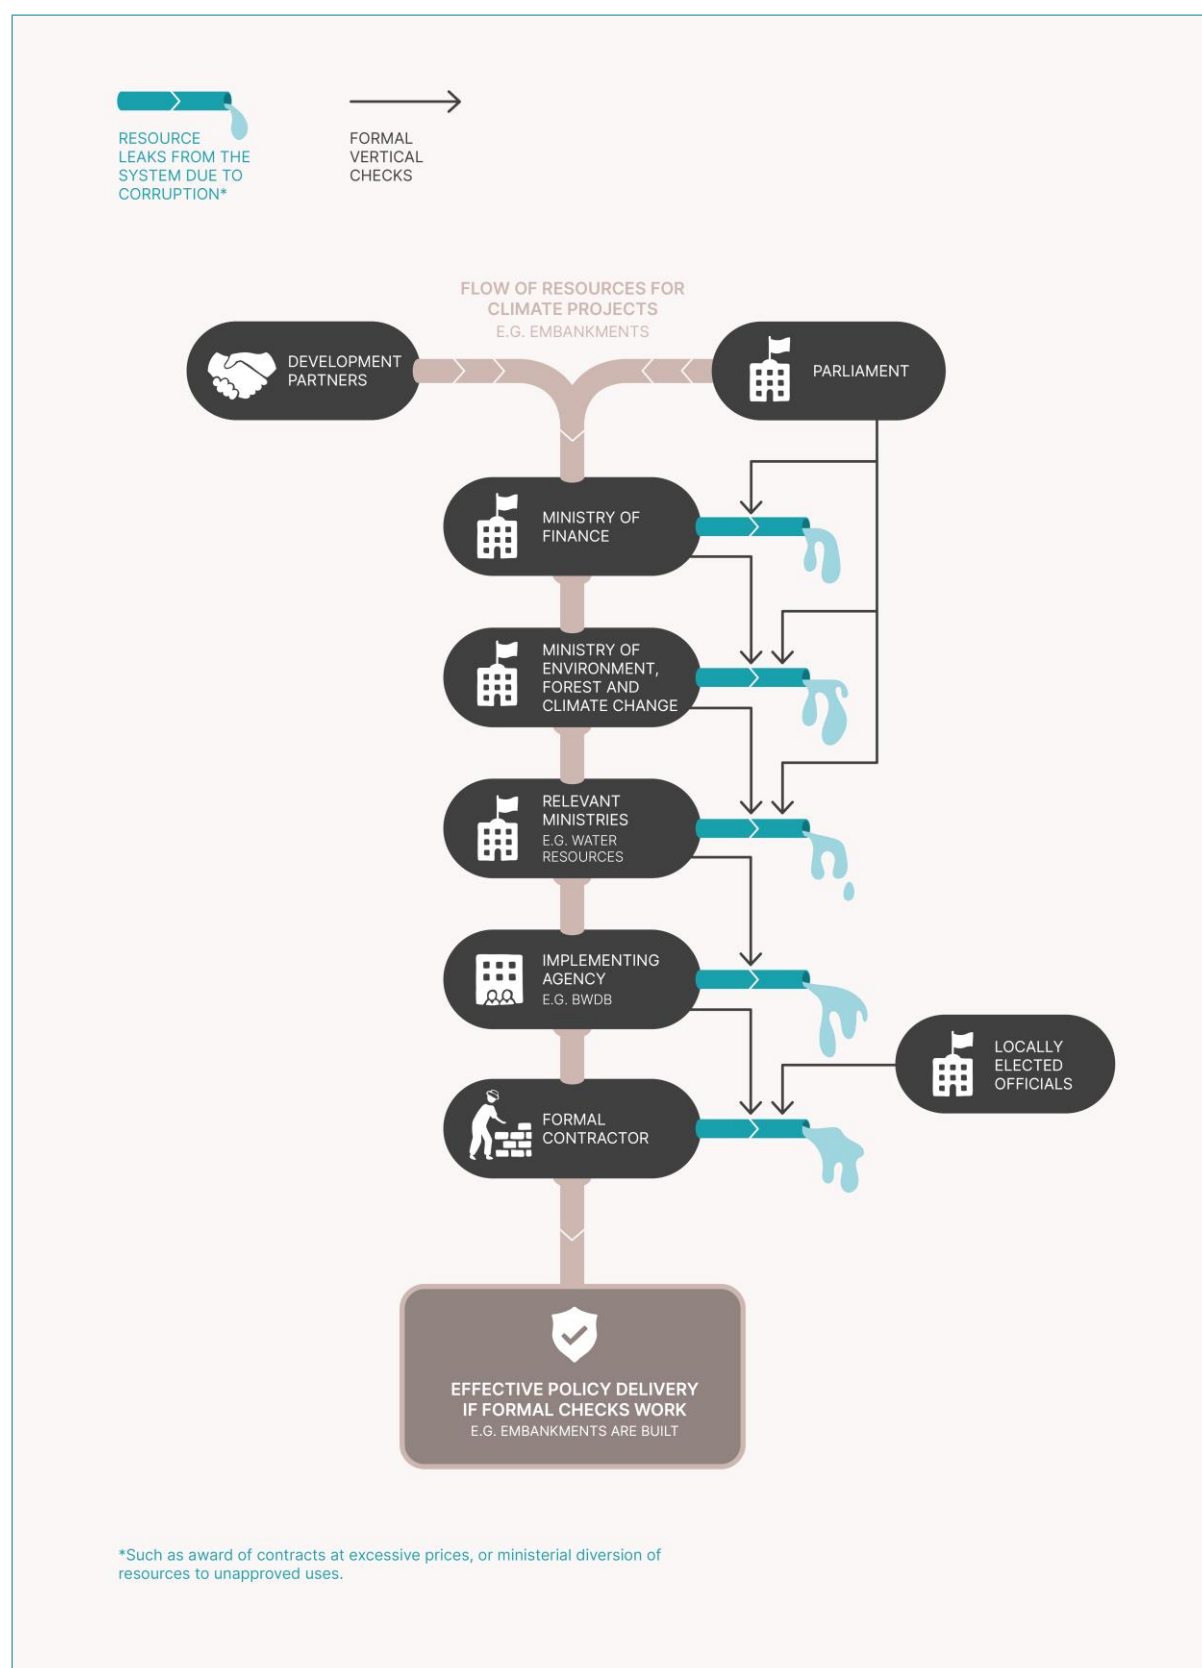 RESOURCE
LEAKS FROM THE
SYSTEM DUE TO
CORRUPTION*
FORMAL
VERTICAL
CHECKS
FLOW OF RESOURCES FOR
CLIMATE PROJECTS
E.G. EMBANKMENTS
DEVELOPMENT
PARTNERS
PARLIAMENT
MINISTRY OF
FINANCE
MINISTRY OF
ENVIRONMENT,
FOREST AND
CLIMATE CHANGE
RELEVANT
MINISTRIES
E.G. WATER
RESOURCES
IMPLEMENTING
AGENCY
E.G. BWDB
LOCALLY
ELECTED
OFFICIALS
FORMAL
CONTRACTOR
EFFECTIVE POLICY DELIVERY
IF FORMAL CHECKS WORK
E.G. EMBANKMENTS ARE BUILT
*Such as award of contracts at excessive prices, or ministerial diversion of
resources to unapproved uses.